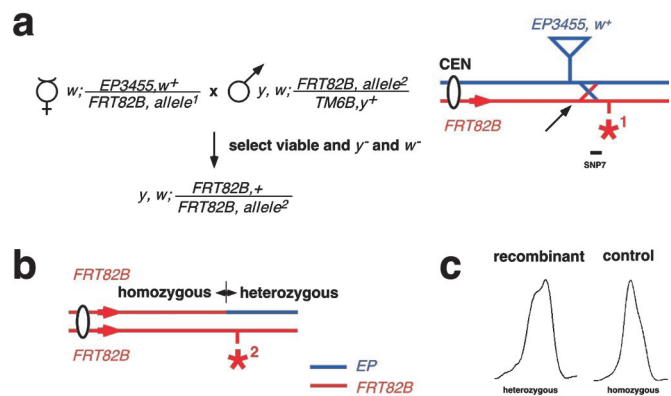 a
w; EP3455,w+ / FRT82B, allele1 x y, w; FRT82B, allele2 / TM6B,y+
select viable and y- and w-
y, w; FRT82B,+ / FRT82B, allele2
EP3455, w+
CEN
FRT82B
1
SNP7
b
FRT82B
homozygous heterozygous
FRT82B
2
EP
FRT82B
c
recombinant control
heterozygous homozygous